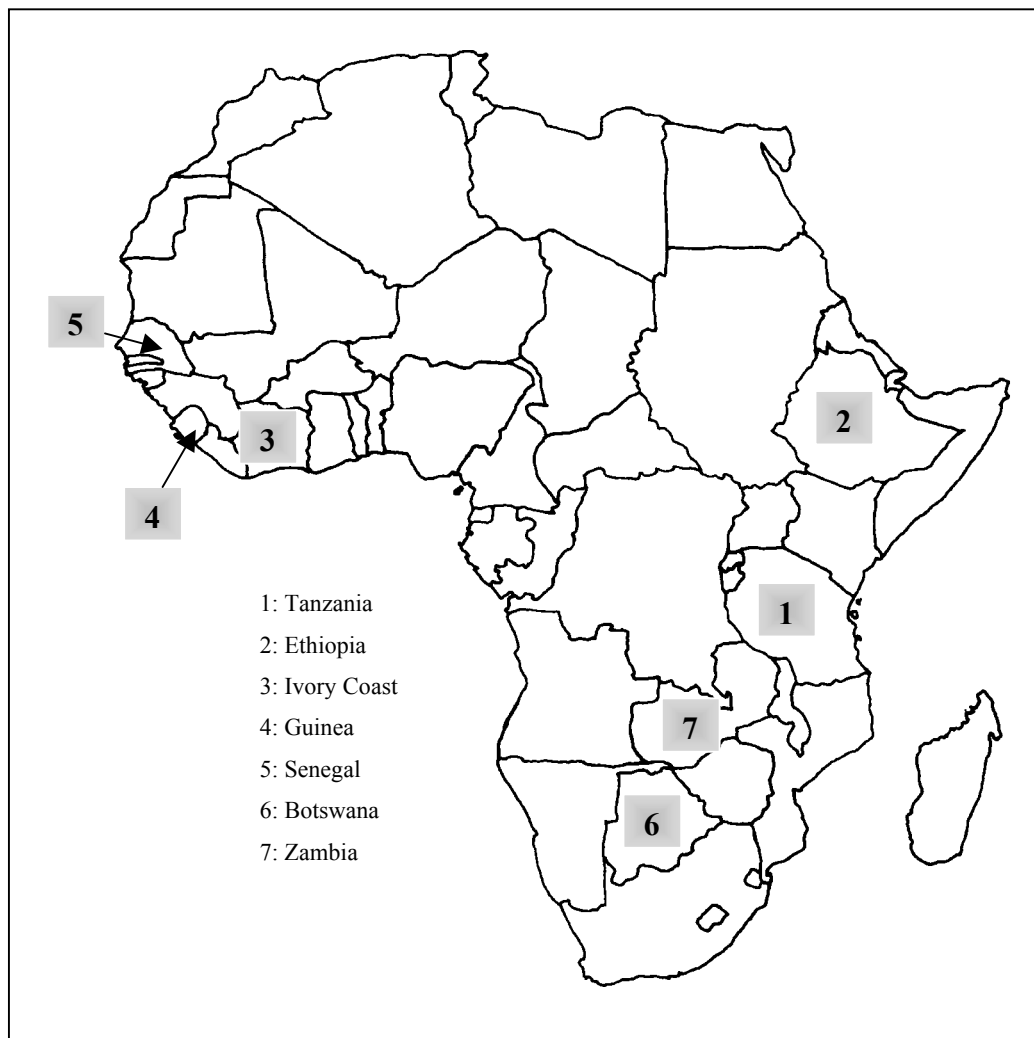 5
2
3
4
1
7
6
1: Tanzania
2: Ethiopia
3: Ivory Coast
4: Guinea
5: Senegal
6: Botswana
7: Zambia